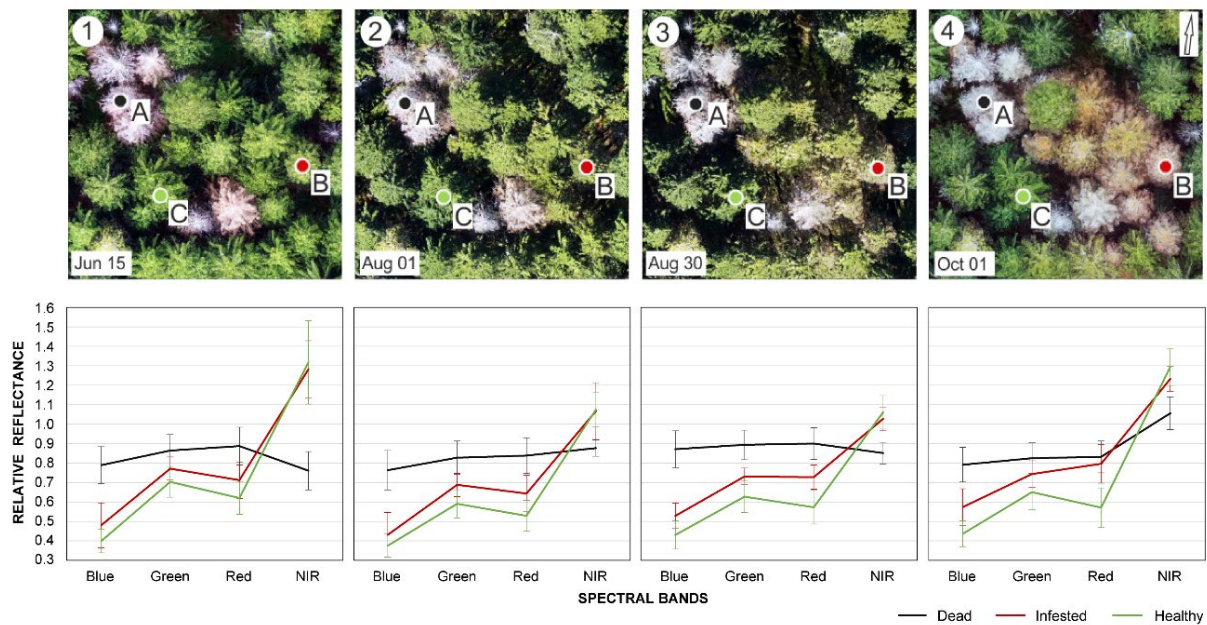 1 2 3 4
A A A A
B B B B
C C C C
Jun 15 Aug 01 Aug 30 Oct 01
1.6
1.5
1.4
1.3
1.2
1.1
1.0
0.9
0.8
0.7
0.6
0.5
0.4
0.3
RELATIVE REFLECTANCE
Blue Green Red NIR Blue Green Red NIR Blue Green Red NIR Blue Green Red NIR
SPECTRAL BANDS
Dead Infested Healthy